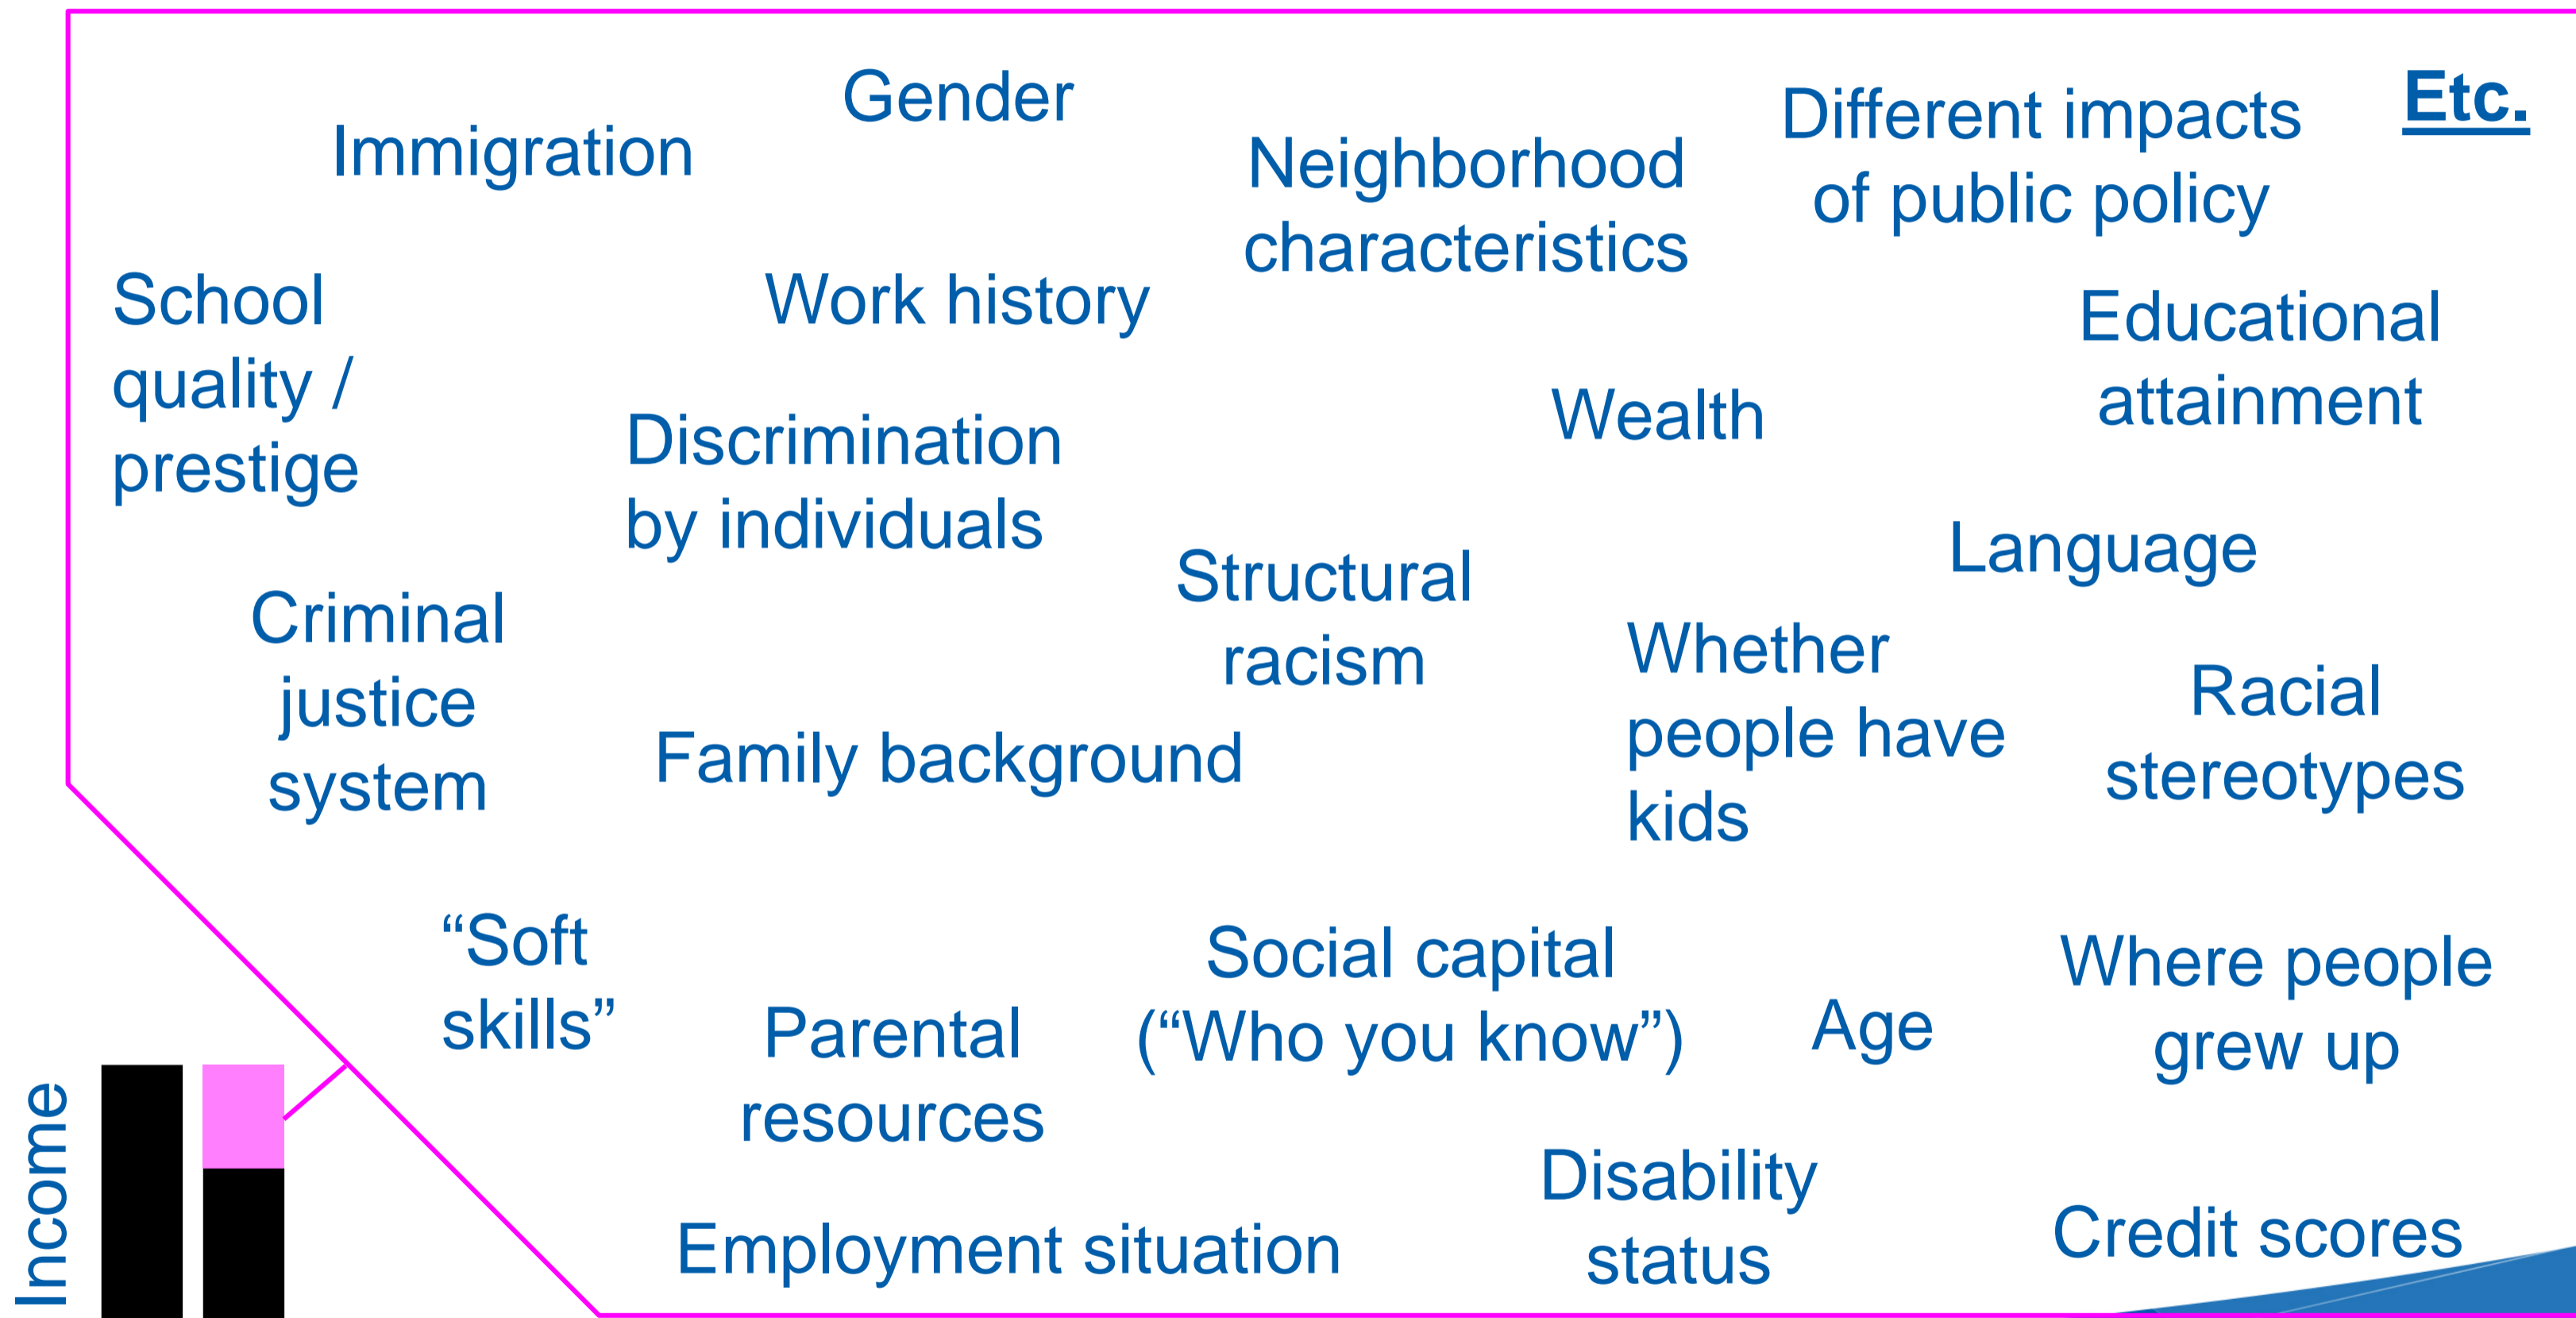 Gender
Immigration
Neighborhood
characteristics
Different impacts
of public policy
Etc.
School
quality /
prestige
Work history
Educational
attainment
Discrimination
by individuals
Wealth
Language
Criminal
justice
system
Structural
racism
Family background
Whether
people have
kids
Racial
stereotypes
“Soft
skills”
Parental
resources
Social capital
(“Who you know”)
Age
Where people
grew up
Employment situation
Disability
status
Credit scores
Income